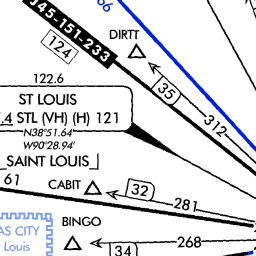 66
J45-151-233
DIRTT
124
35
122.6
312
ST LOUIS
.4 STL (VH) (H) 121
N38°51.64'
W90°28.94'
SAINT LOUIS
61
CABIT
32
281
BINGO
AS CITY
Louis
268
34